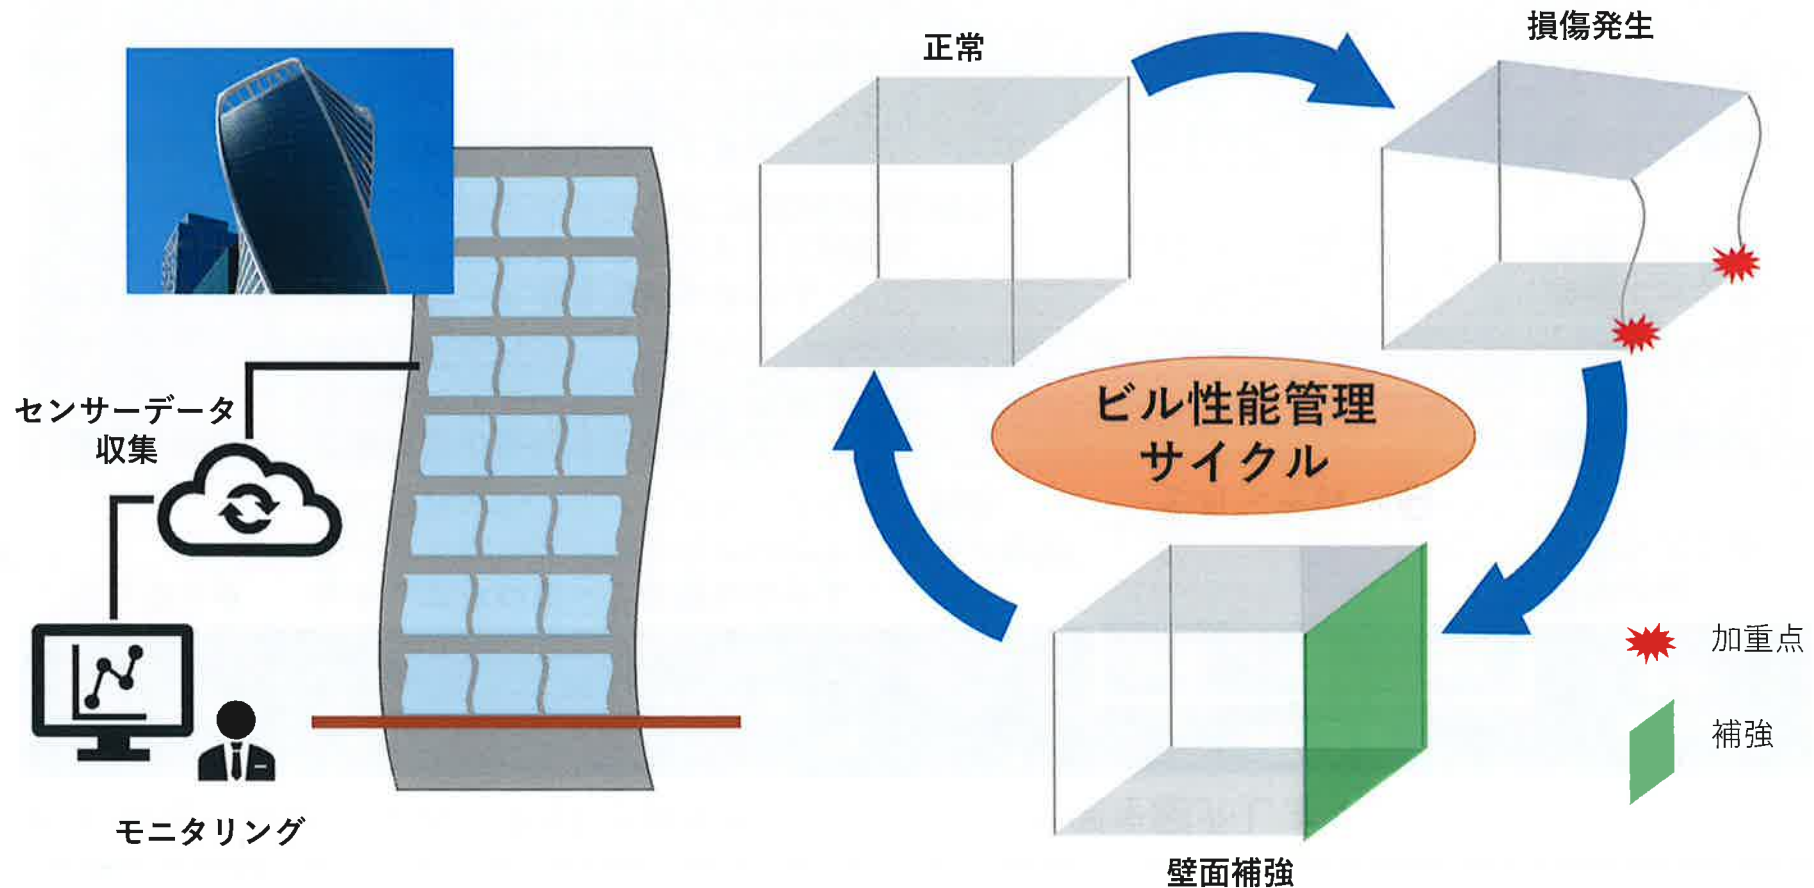 正常
損傷発生
センサーデータ
収集
ビル性能管理
サイクル
加重点
補強
モニタリング
壁面補強